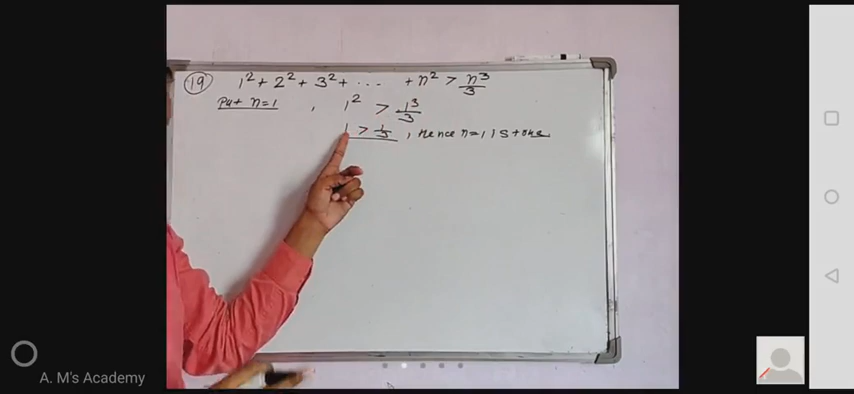 19 1² + 2² + 3² + ... + n² > n³/3
Put n=1 , 1² > 1³/3
1 > 1/3 , Hence n=1 is true
A. M's Academy